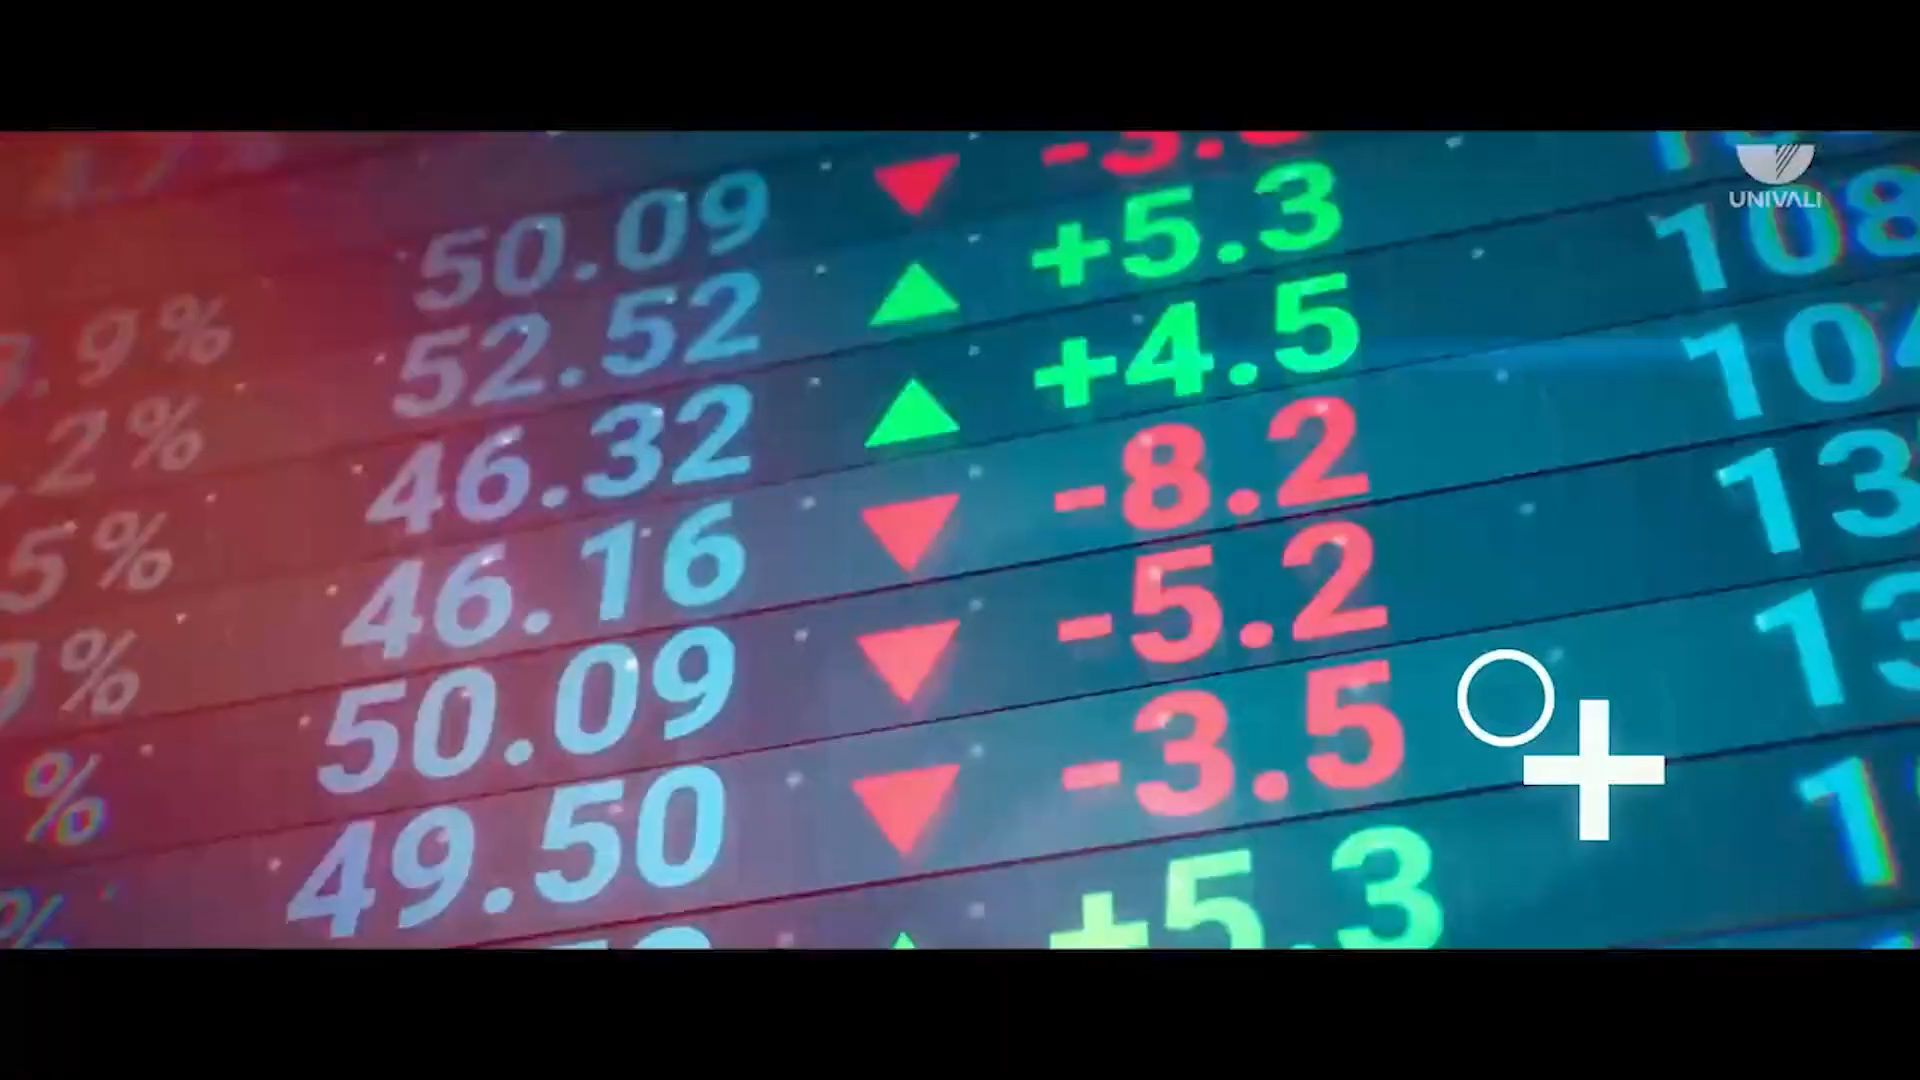 UNIVALI
.9% 50.09
.2% 52.52 +5.3
5% 46.32 +4.5 108
% 46.16 -8.2 104
% 50.09 -5.2 13
% 49.50 -3.5 13
+5.3 1